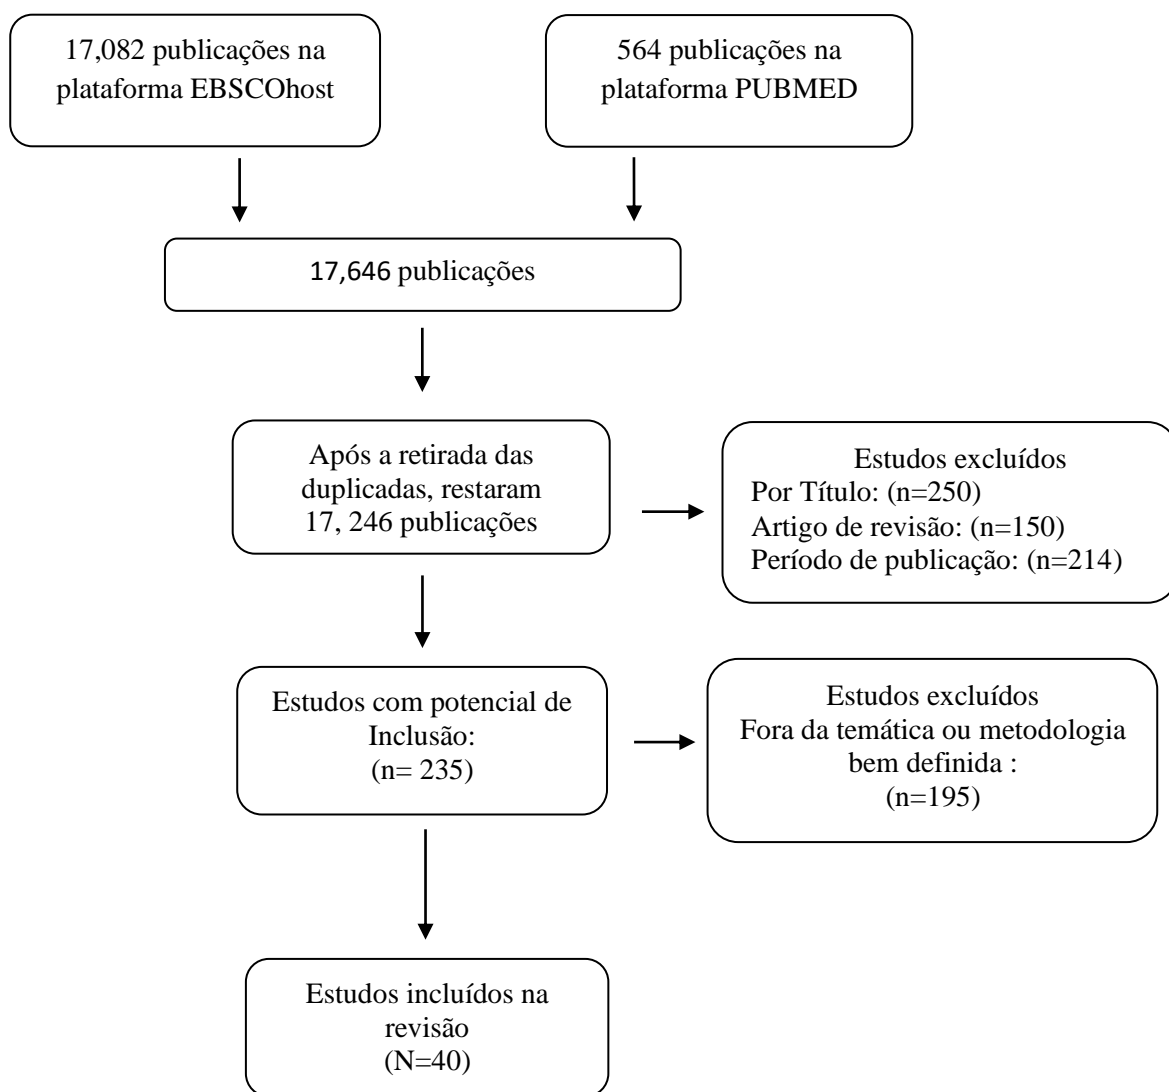 17,082 publicações na
plataforma EBSCOhost
564 publicações na
plataforma PUBMED
17,646 publicações
Após a retirada das
duplicadas, restaram
17, 246 publicações
Estudos excluídos
Por Título: (n=250)
Artigo de revisão: (n=150)
Período de publicação: (n=214)
Estudos com potencial de
Inclusão:
(n= 235)
Estudos excluídos
Fora da temática ou metodologia
bem definida :
(n=195)
Estudos incluídos na
revisão
(N=40)